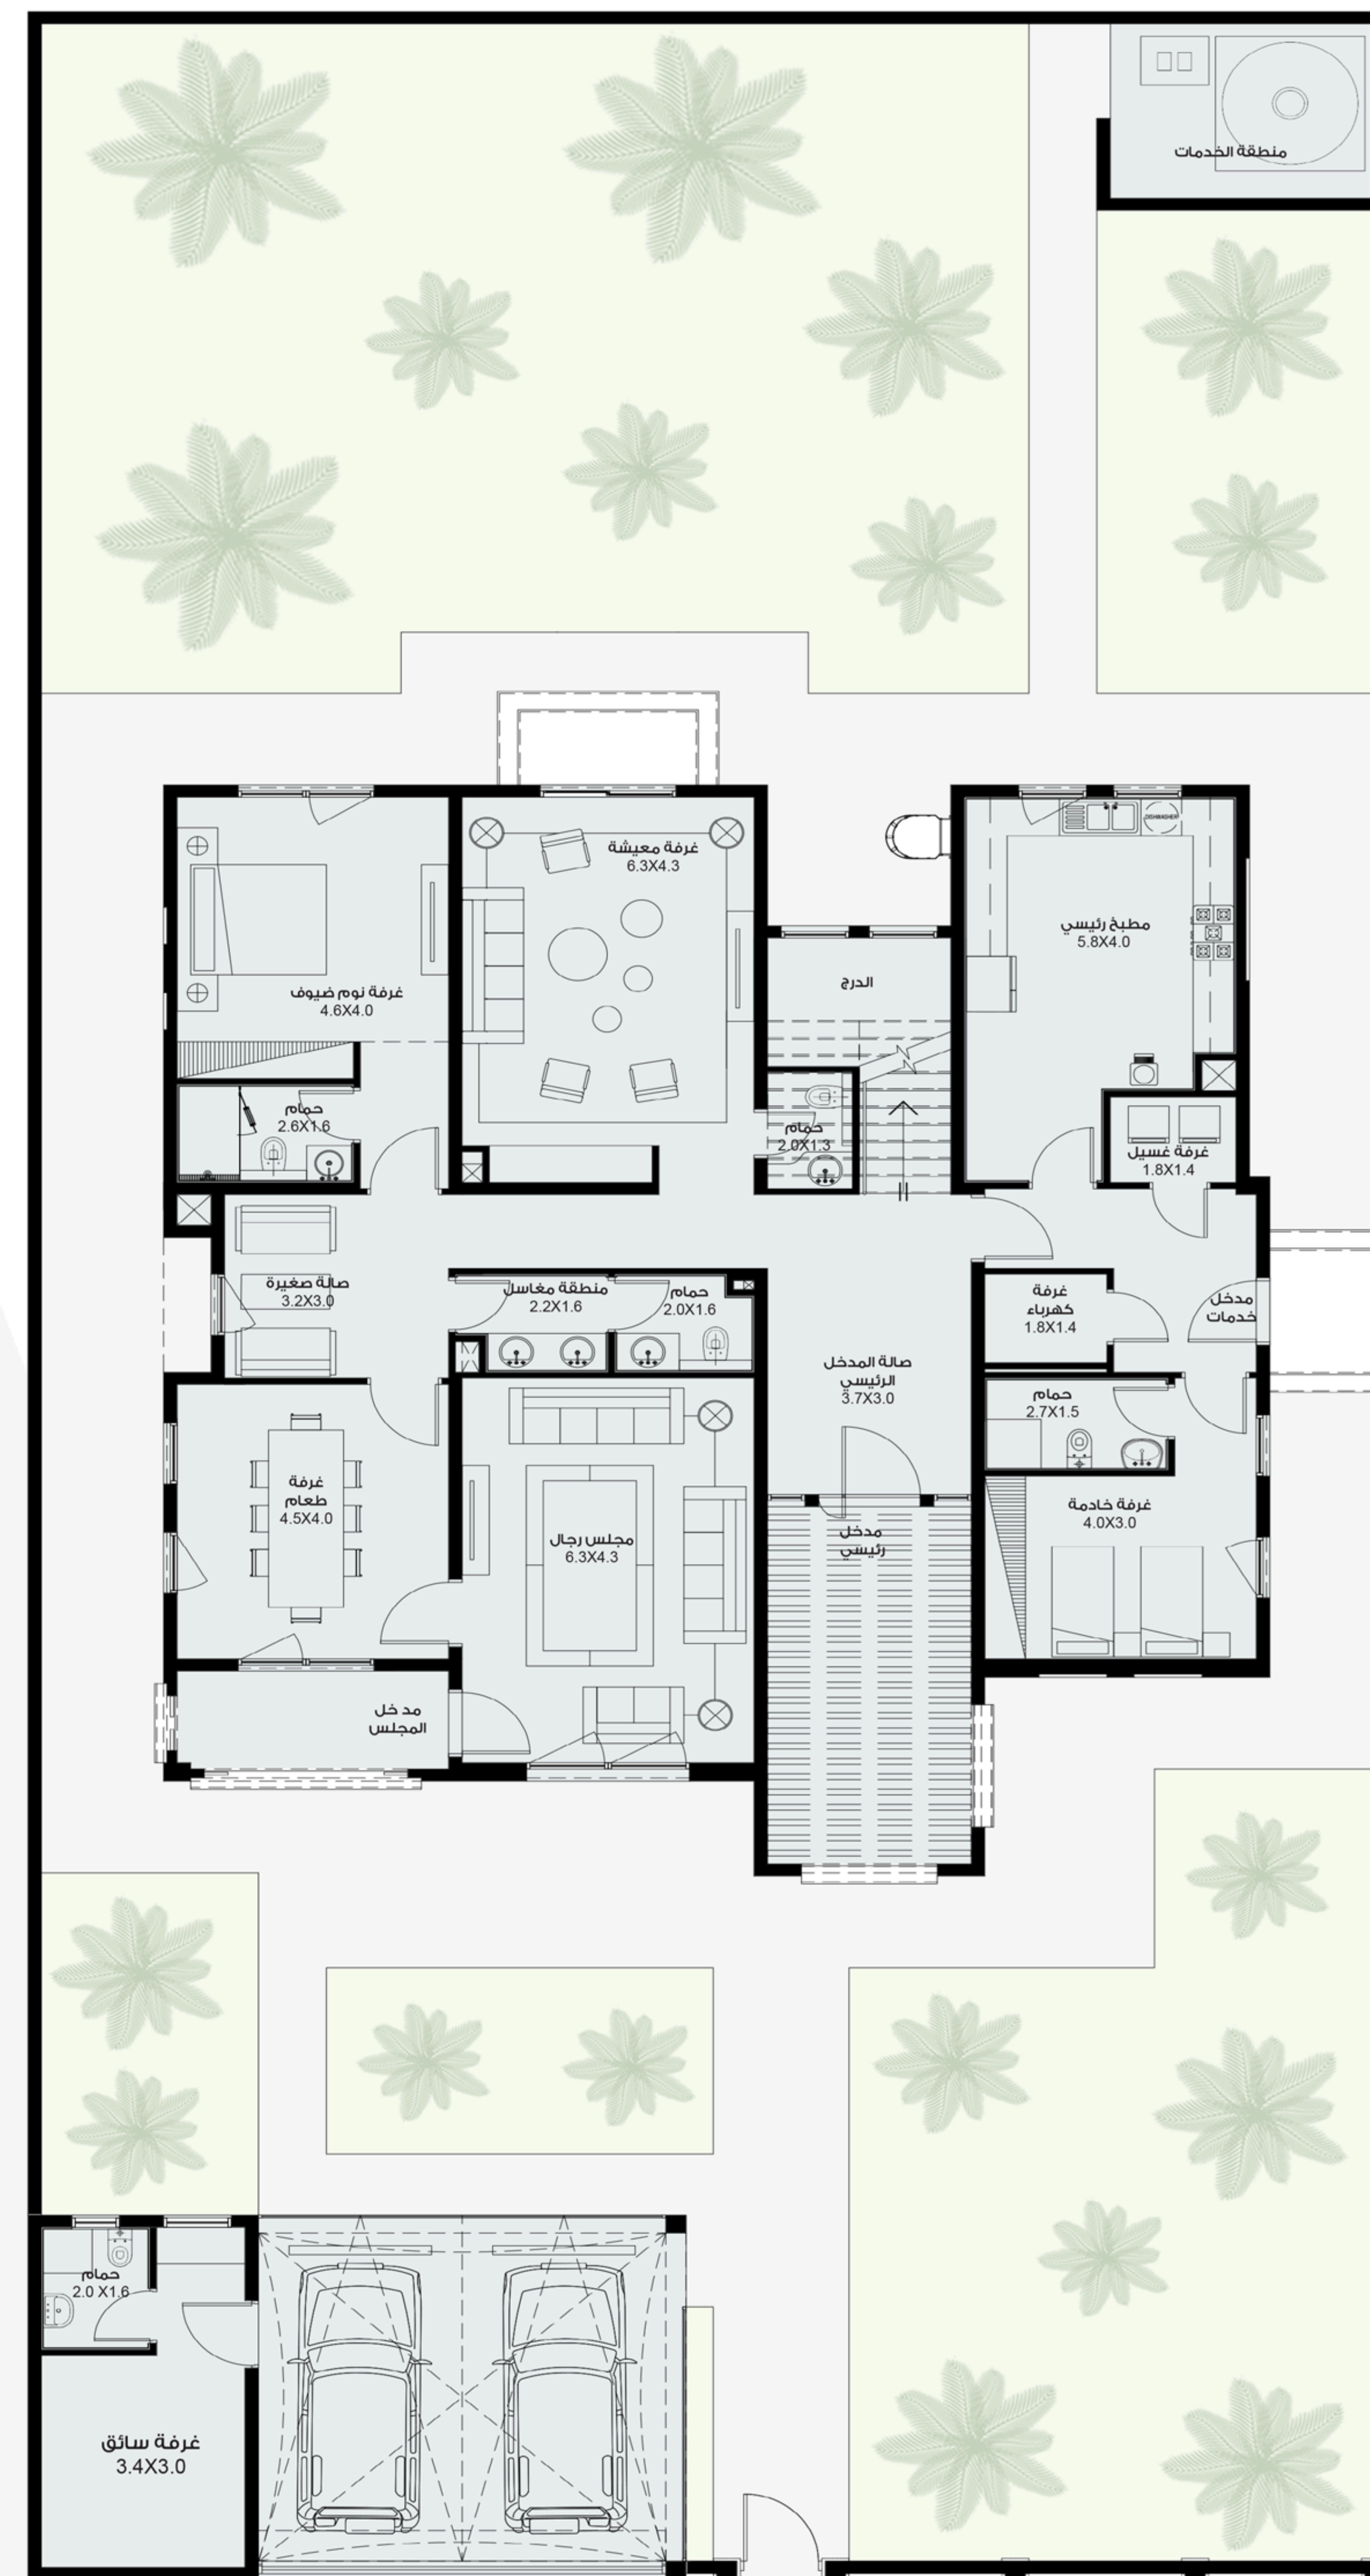 منطقة الخدمات
غرفة معيشة
6.3X4.3
DISHWASHER
مطبخ رئيسي
5.8X4.0
غرفة نوم ضيوف
4.6X4.0
الدرج
حمام
2.6X1.6
حمام
2.0X1.3
غرفة غسيل
1.8X1.4
صالة صغيرة
3.2X3.0
منطقة مغاسل
2.2X1.6
حمام
2.0X1.6
غرفة
كهرباء
1.8X1.4
مدخل
خدمات
صالة المدخل
الرئيسي
3.7X3.0
حمام
2.7X1.5
غرفة
طعام
4.5X4.0
مجلس رجال
6.3X4.3
مدخل
رئيسي
غرفة خادمة
4.0X3.0
مدخل
المجلس
حمام
2.0 X1.6
غرفة سائق
3.4X3.0